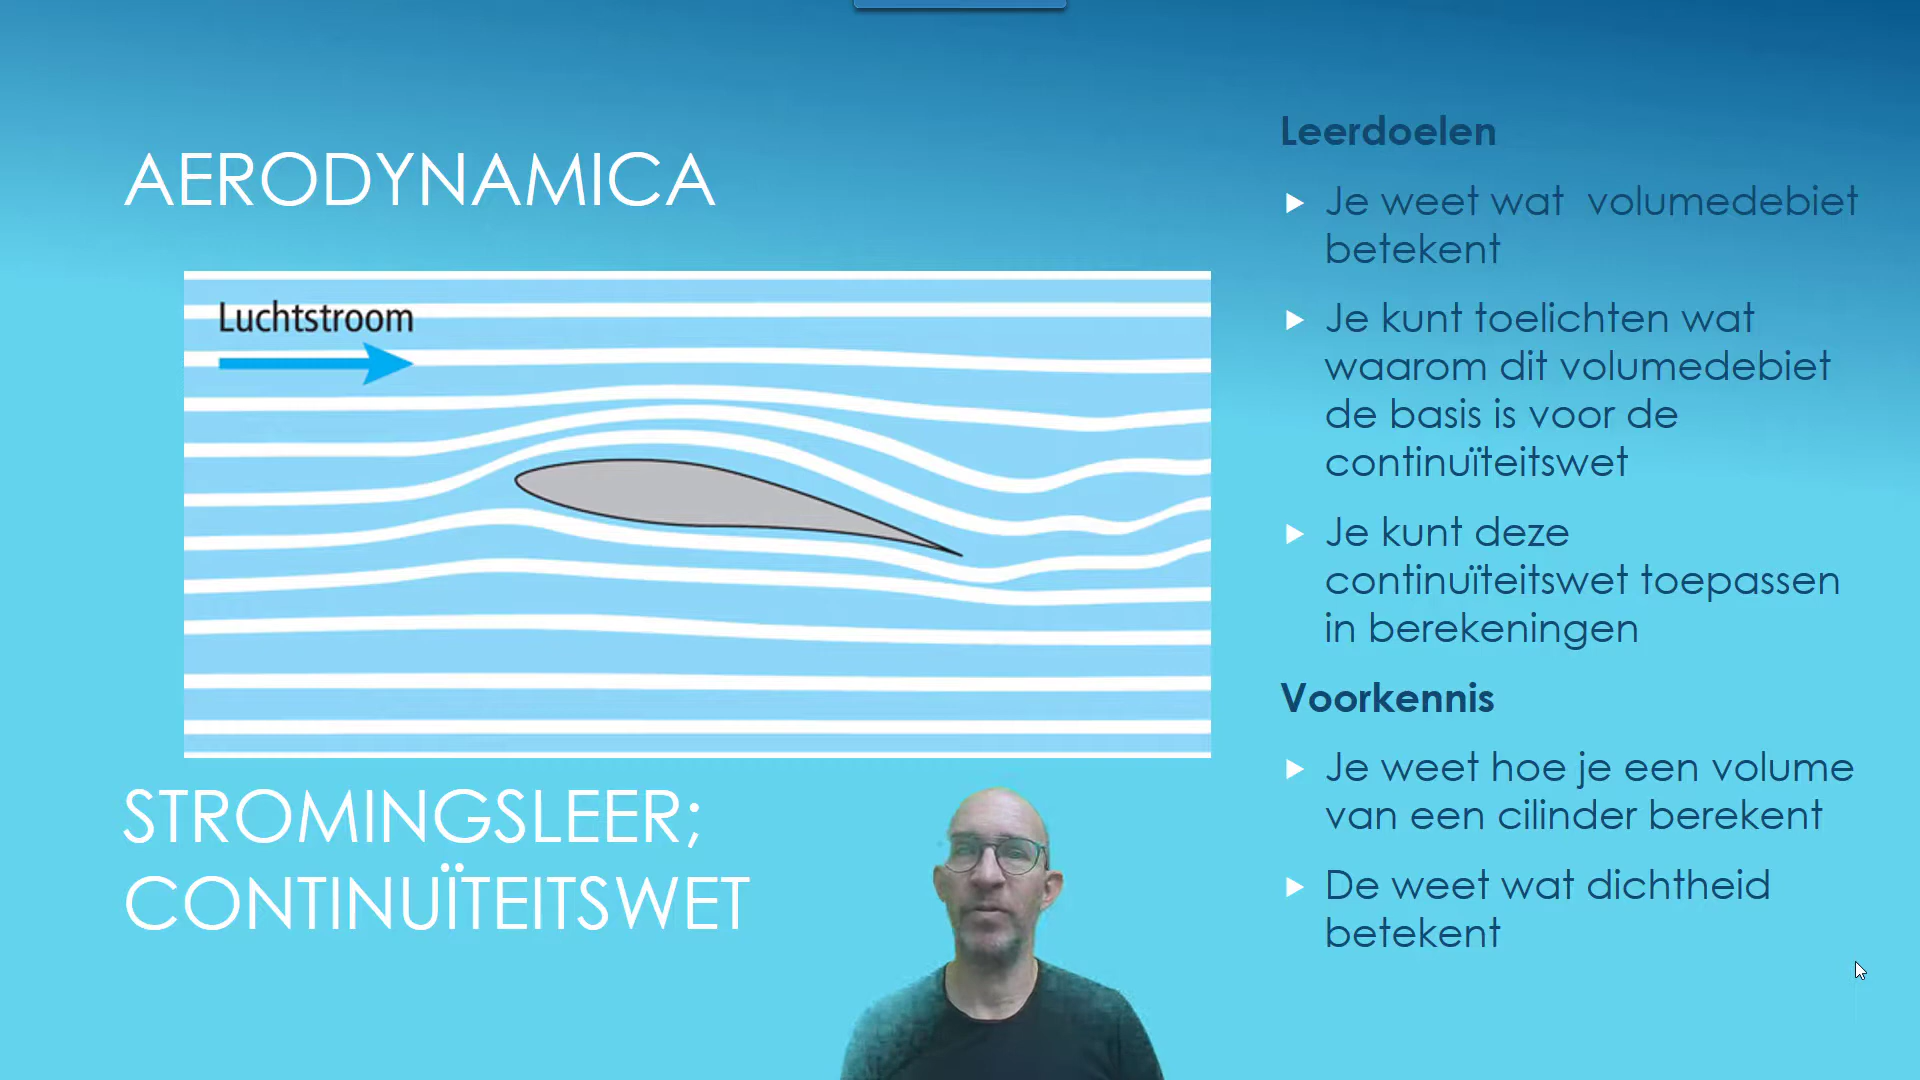 AERODYNAMICA
Luchtstroom
STROMINGSLEER;
CONTINUÏTEITSWET
Leerdoelen
Je weet wat volumedebiet
betekent
Je kunt toelichten wat
waarom dit volumedebiet
de basis is voor de
continuïteitswet
Je kunt deze
continuïteitswet toepassen
in berekeningen
Voorkennis
Je weet hoe je een volume
van een cilinder berekent
De weet wat dichtheid
betekent